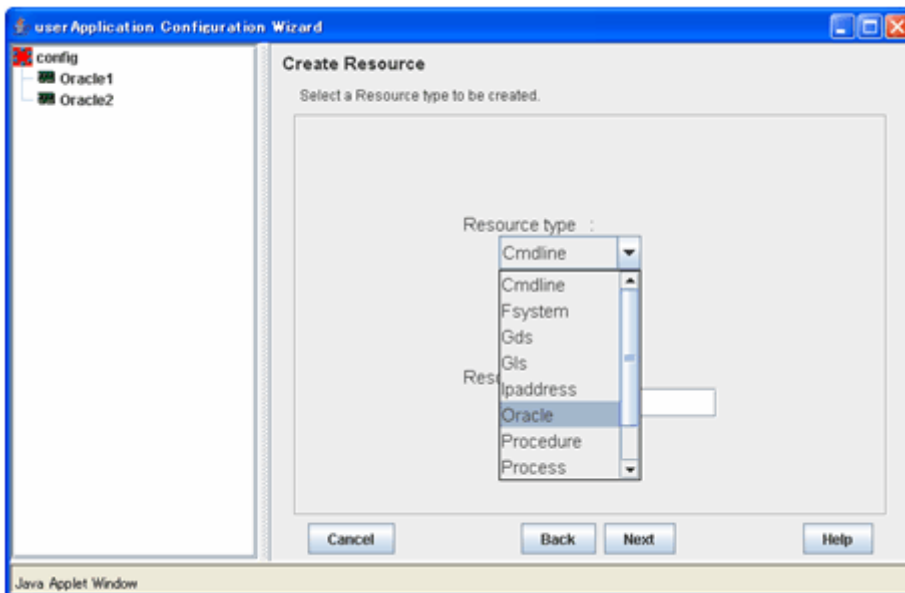 userApplication Configuration Wizard
config
Oracle1
Oracle2
Create Resource
Select a Resource type to be created.
Resource type :
Cmdline
Cmdline
Fsystem
Gds
Gls
Ipaddress
Oracle
Procedure
Process
Cancel
Back
Next
Help
Java Applet Window